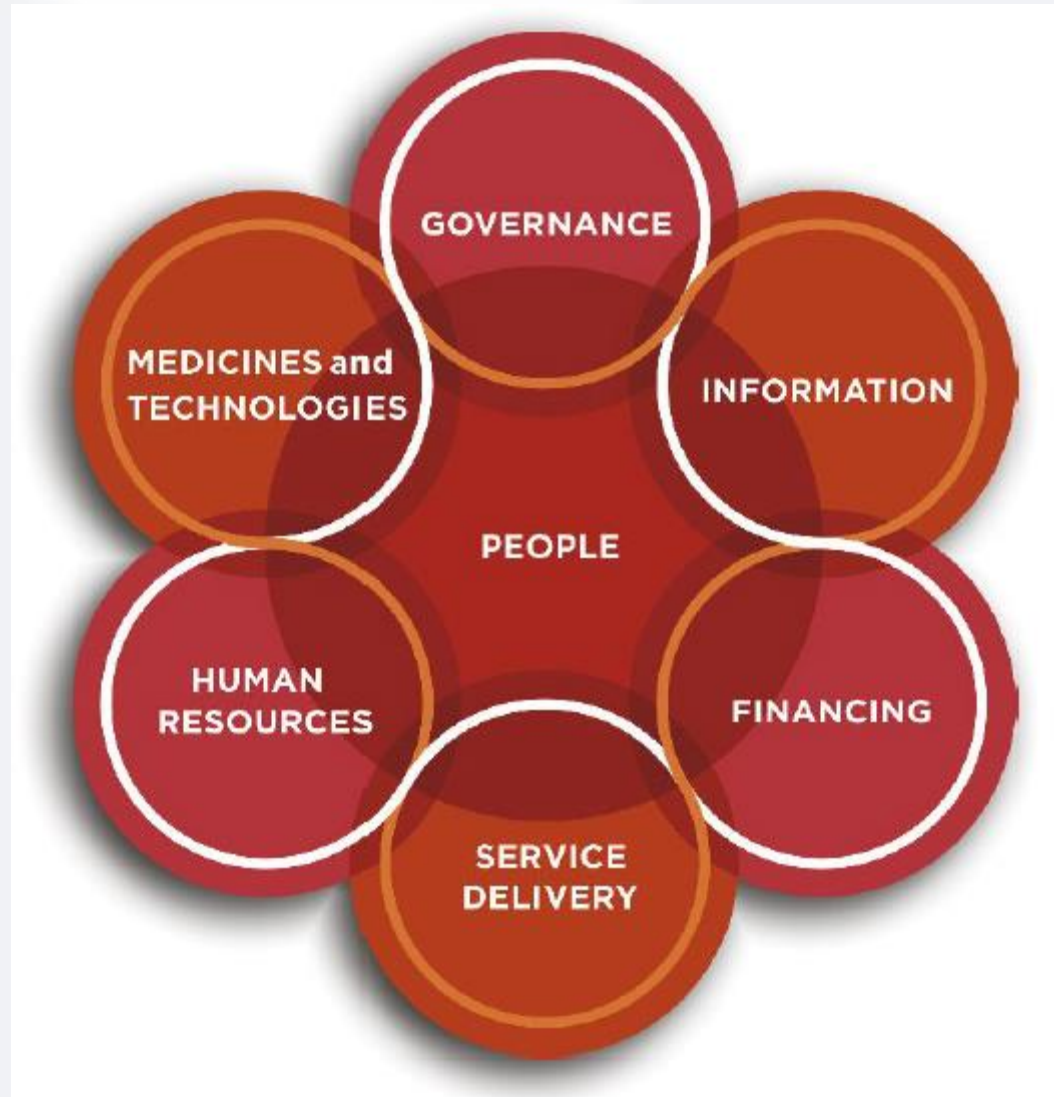 GOVERNANCE
MEDICINES and
TECHNOLOGIES
INFORMATION
PEOPLE
HUMAN
RESOURCES
FINANCING
SERVICE
DELIVERY